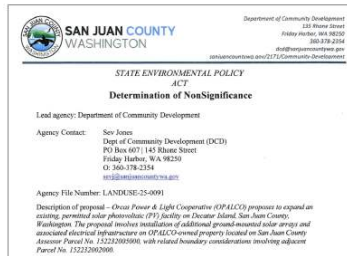 SAN JUAN COUNTY
WASHINGTON
Department of Community Development
135 Rhone Street
Friday Harbor, WA 98250
360-378-2354
dcd@sanjuancountywa.gov
sanjuancountywa.gov/2171/Community-Development
STATE ENVIRONMENTAL POLICY
ACT
Determination of NonSignificance
Lead agency: Department of Community Development
Agency Contact: Sev Jones
Dept of Community Development (DCD)
PO Box 607 | 145 Rhone Street
Friday Harbor, WA 98250
O: 360-378-2354
sevj@sanjuancountywa.gov
Agency File Number: LANDUSE-25-0091
Description of proposal – Orcas Power & Light Cooperative (OPALCO) proposes to expand an
existing, permitted solar photovoltaic (PV) facility on Decatur Island, San Juan County,
Washington. The proposal involves installation of additional ground-mounted solar arrays and
associated electrical infrastructure on OPALCO-owned property located on San Juan County
Assessor Parcel No. 152232005000, with related boundary considerations involving adjacent
Parcel No. 152232002000.